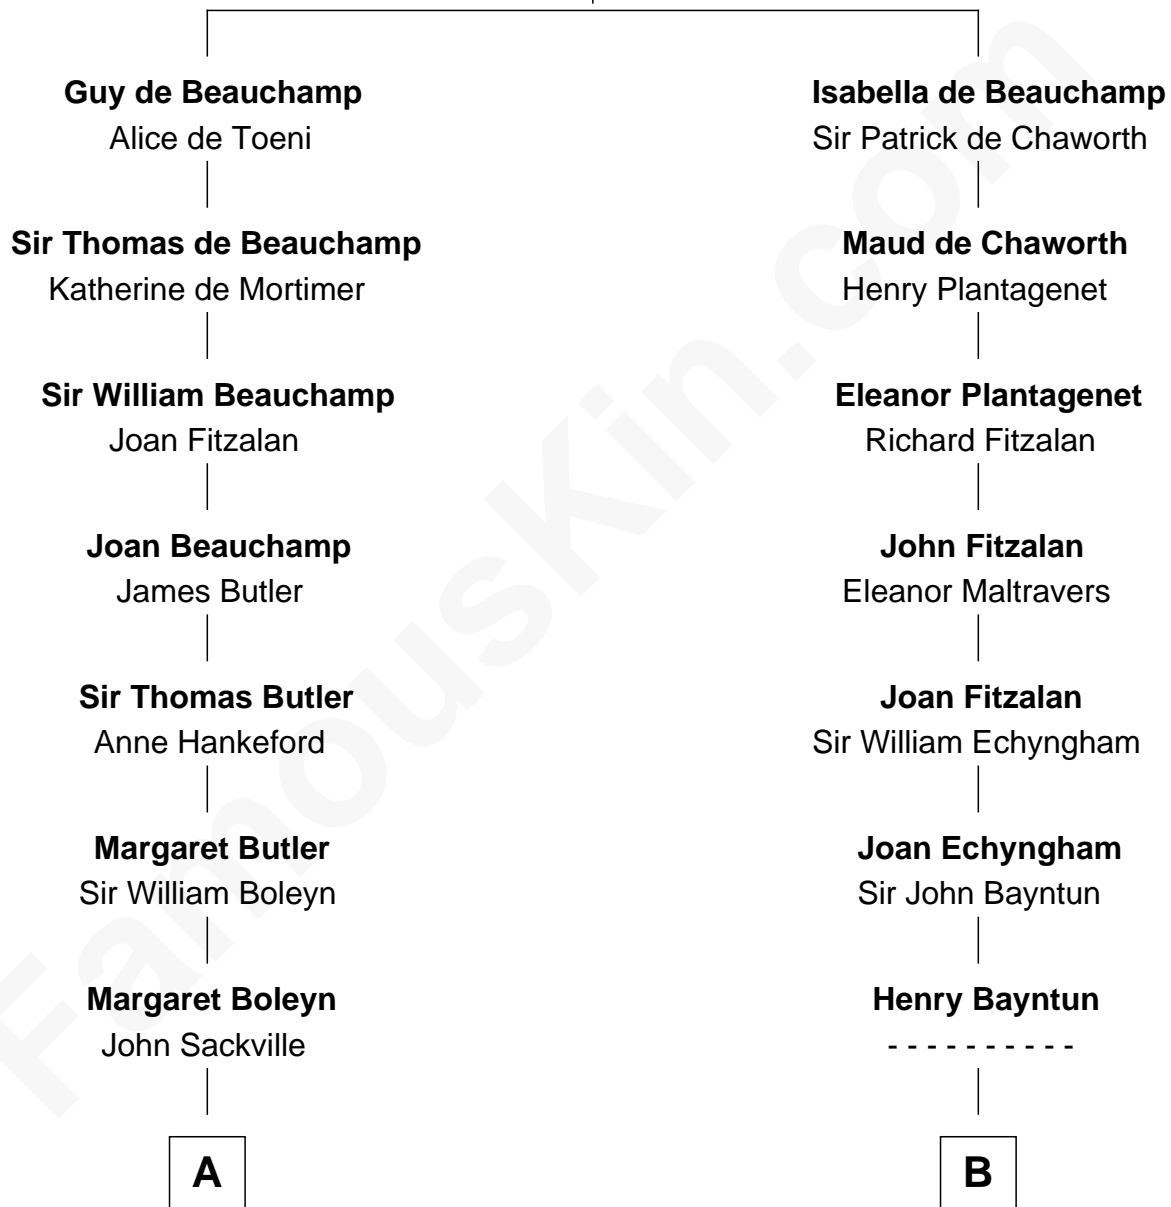 Guy de Beauchamp
Alice de Toeni
Isabella de Beauchamp
Sir Patrick de Chaworth
Sir Thomas de Beauchamp
Katherine de Mortimer
Maud de Chaworth
Henry Plantagenet
Sir William Beauchamp
Joan Fitzalan
Eleanor Plantagenet
Richard Fitzalan
Joan Beauchamp
James Butler
John Fitzalan
Eleanor Maltravers
Sir Thomas Butler
Anne Hankeford
Joan Fitzalan
Sir William Echyngham
Margaret Butler
Sir William Boleyn
Joan Echyngham
Sir John Bayntun
Margaret Boleyn
John Sackville
Henry Bayntun
- - - - - - - - - -
A
B
FamousKin.com